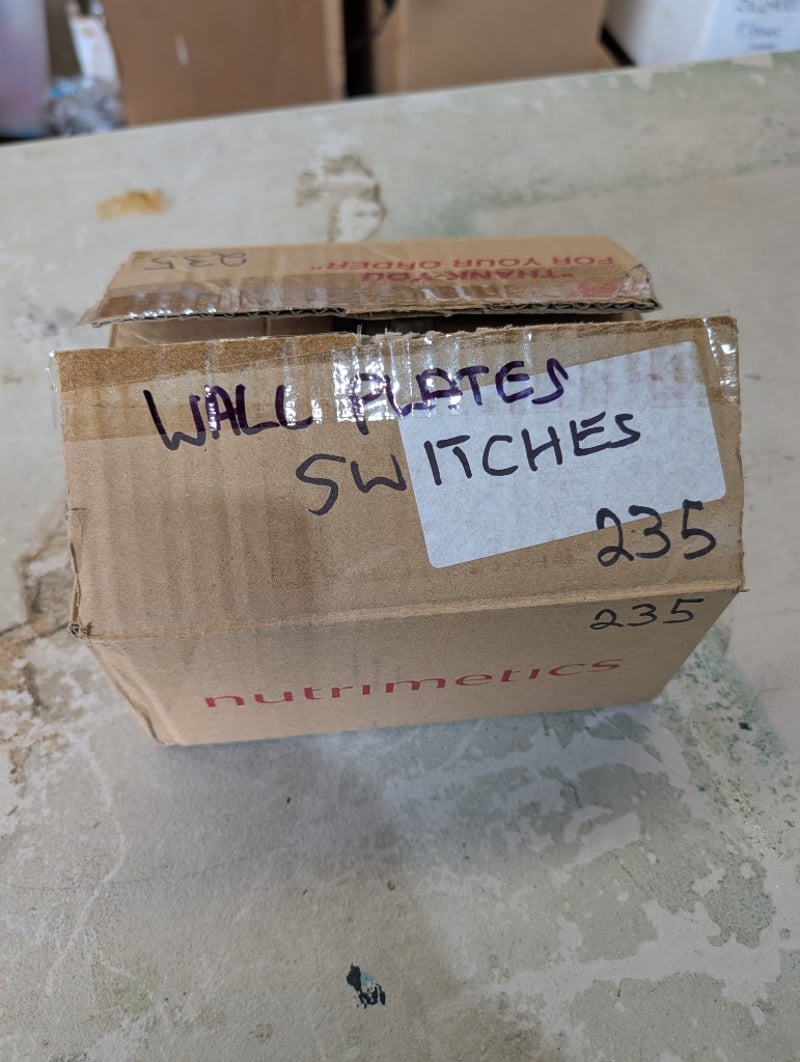 235
"THANK YOU
FOR YOUR ORDER"
WALL PLATES
SWITCHES
235
235
nutrimetics